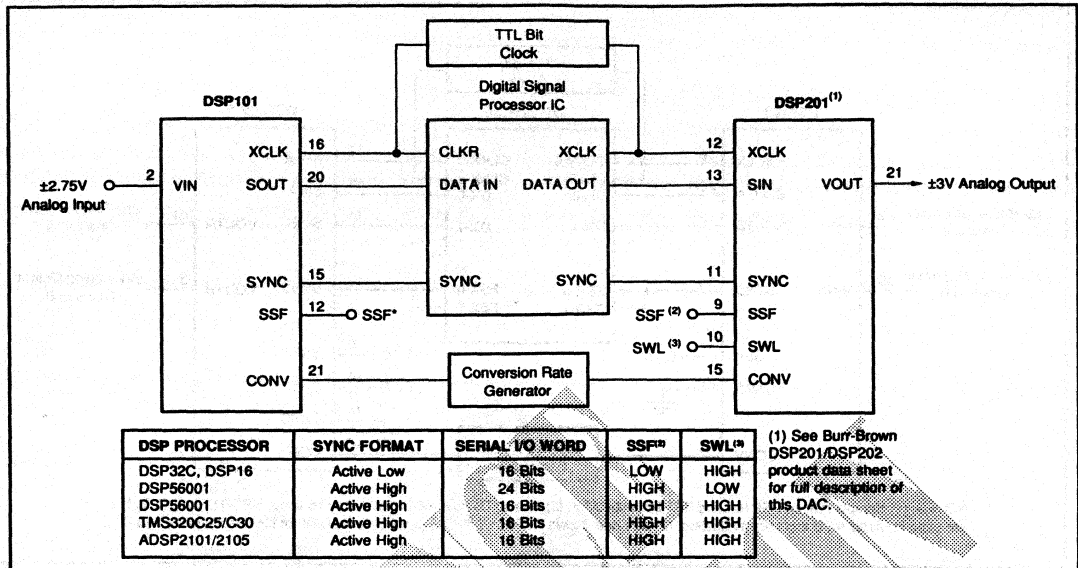 TTL Bit
Clock
Digital Signal
Processor IC
DSP101
DSP201(1)
XCLK 16 CLKR XCLK 12 XCLK
±2.75V 2 VIN SOUT 20 DATA IN DATA OUT 13 SIN VOUT 21 ±3V Analog Output
Analog Input
SYNC 15 SYNC SYNC 11 SYNC
SSF 12 SSF* SSF (2) 9 SSF
SWL (3) 10 SWL
CONV 21 Conversion Rate 15 CONV
Generator
DSP PROCESSOR SYNC FORMAT SERIAL I/O WORD SSF(2) SWL(3)
DSP32C, DSP16 Active Low 16 Bits LOW HIGH
DSP56001 Active High 24 Bits HIGH LOW
DSP56001 Active High 16 Bits HIGH HIGH
TMS320C25/C30 Active High 16 Bits HIGH HIGH
ADSP2101/2105 Active High 16 Bits HIGH HIGH
(1) See Burr-Brown
DSP201/DSP202
product data sheet
for full description of
this DAC.